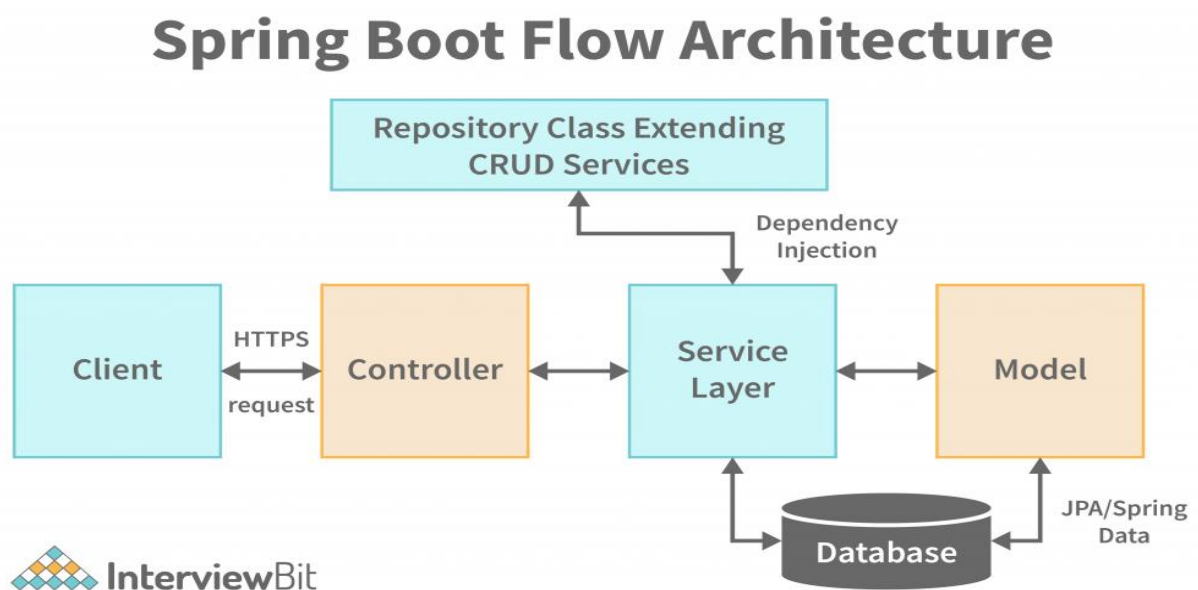 Spring Boot Flow Architecture
Repository Class Extending
CRUD Services
Dependency
Injection
Client
HTTPS
request
Controller
Service
Layer
Model
Database
JPA/Spring
Data
InterviewBit